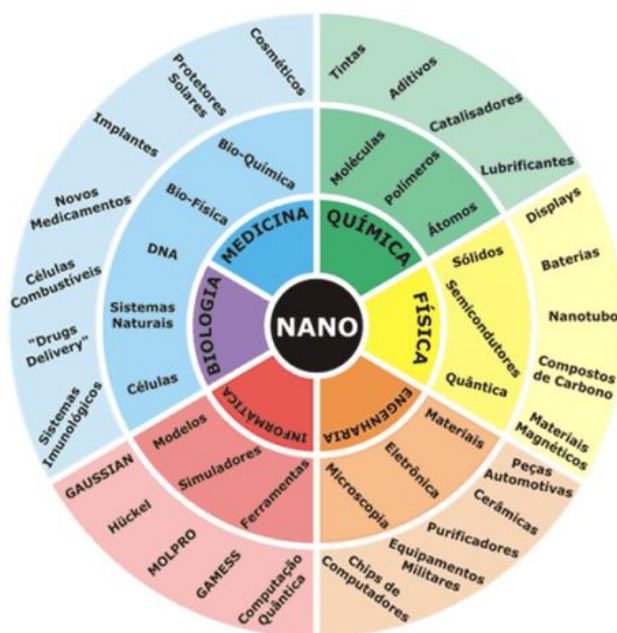 NANO
QUÍMICA
FÍSICA
ENGENHARIA
INFORMÁTICA
BIOLOGIA
MEDICINA
Moléculas
Polímeros
Átomos
Sólidos
Semicondutores
Quântica
Materiais
Eletrônica
Microscopia
Ferramentas
Simuladores
Modelos
Células
Sistemas
Naturais
DNA
Bio-Física
Bio-Química
Tintas
Aditivos
Catalisadores
Lubrificantes
Displays
Baterias
Nanotubo
Compostos
de Carbono
Materiais
Magnéticos
Peças
Automotivas
Cerâmicas
Purificadores
Equipamentos
Militares
Chips de
Computadores
Computação
Quântica
GAMESS
MOLPRO
Hückel
GAUSSIAN
Sistemas
Imunológicos
"Drugs
Delivery"
Células
Combustíveis
Novos
Medicamentos
Implantes
Protetores
Solares
Cosméticos